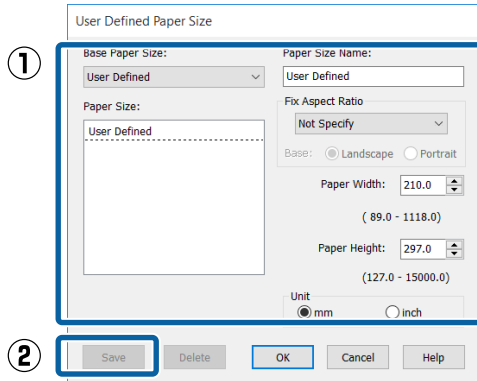 User Defined Paper Size
①
Base Paper Size:
User Defined
Paper Size:
User Defined
Paper Size Name:
User Defined
Fix Aspect Ratio
Not Specify
Base: Landscape Portrait
Paper Width: 210.0
( 89.0 - 1118.0)
Paper Height: 297.0
(127.0 - 15000.0)
Unit
mm inch
②
Save Delete OK Cancel Help